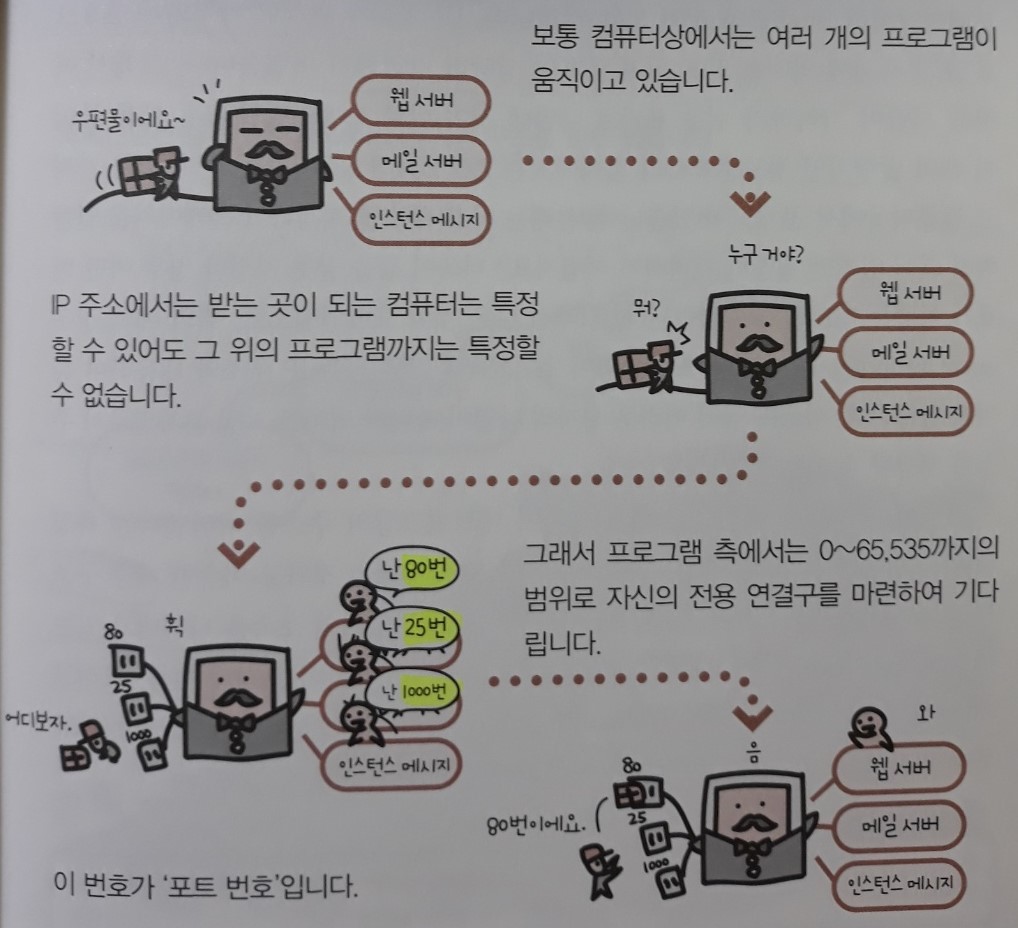 보통 컴퓨터상에서는 여러 개의 프로그램이
움직이고 있습니다.
우편물이에요~
웹 서버
메일 서버
인스턴스 메시지
IP 주소에서는 받는 곳이 되는 컴퓨터는 특정
할 수 있어도 그 위의 프로그램까지는 특정할
수 없습니다.
누구 거야?
뭐?
웹 서버
메일 서버
인스턴스 메시지
그래서 프로그램 측에서는 0~65,535까지의
범위로 자신의 전용 연결구를 마련하여 기다
립니다.
난 80번
난 25번
난 1000번
휙
80
25
1000
어디보자.
인스턴스 메시지
와
음
웹 서버
메일 서버
인스턴스 메시지
80
25
1000
80번이에요.
이 번호가 '포트 번호'입니다.